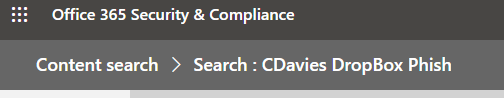 Office 365 Security & Compliance
Content search > Search : CDavies DropBox Phish